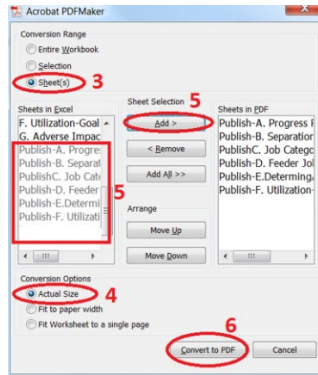 Acrobat PDFMaker
Conversion Range
Entire Workbook
Selection
Sheet(s)
3
Sheets in Excel
F. Utilization-Goal
G. Adverse Impac
Publish-A. Progre
Publish-B. Separat
PublishC. Job Cat
Publish-D. Feeder
Publish-E.Determi
Publish-F. Utilizati
5
Sheet Selection
5
Add >
< Remove
Add All >>
Arrange
Move Up
Move Down
Sheets in PDF
Publish-A. Progress
Publish-B. Separation
PublishC. Job Catego
Publish-D. Feeder Jo
Publish-E.Determing
Publish-F. Utilization-
Conversion Options
Actual Size
4
Fit to paper width
Fit Worksheet to a single page
6
Convert to PDF
Cancel